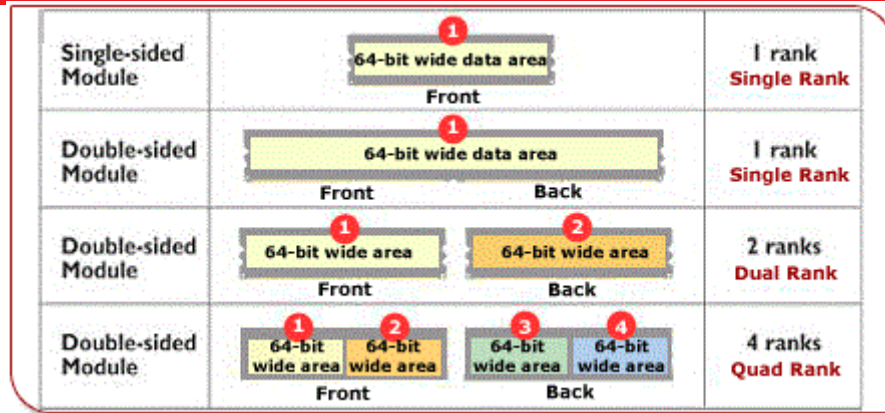 Single-sided
Module
1
64-bit wide data area
Front
1 rank
Single Rank
Double-sided
Module
1
64-bit wide data area
Front Back
1 rank
Single Rank
Double-sided
Module
1 2
64-bit wide area 64-bit wide area
Front Back
2 ranks
Dual Rank
Double-sided
Module
1 2 3 4
64-bit 64-bit 64-bit 64-bit
wide area wide area wide area wide area
Front Back
4 ranks
Quad Rank